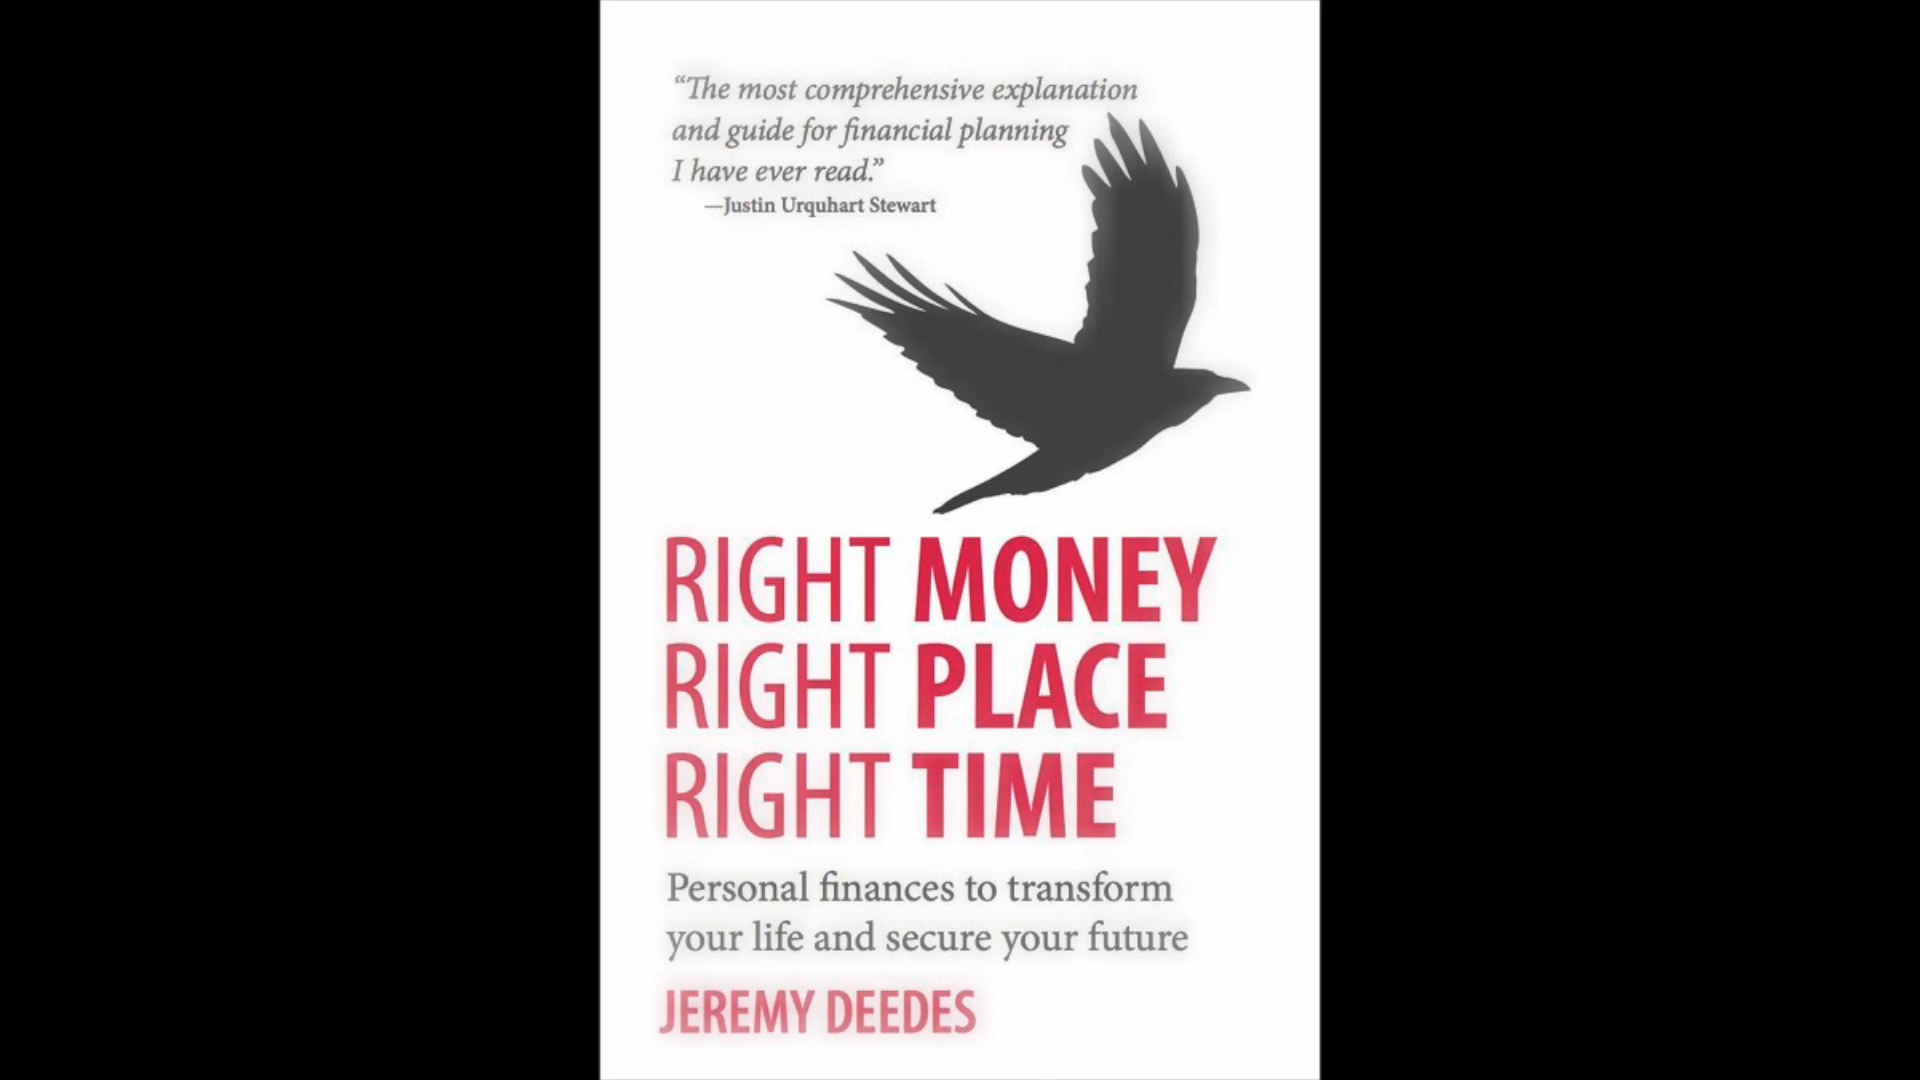 “The most comprehensive explanation
and guide for financial planning
I have ever read.”
—Justin Urquhart Stewart
RIGHT MONEY
RIGHT PLACE
RIGHT TIME
Personal finances to transform
your life and secure your future
JEREMY DEEDES